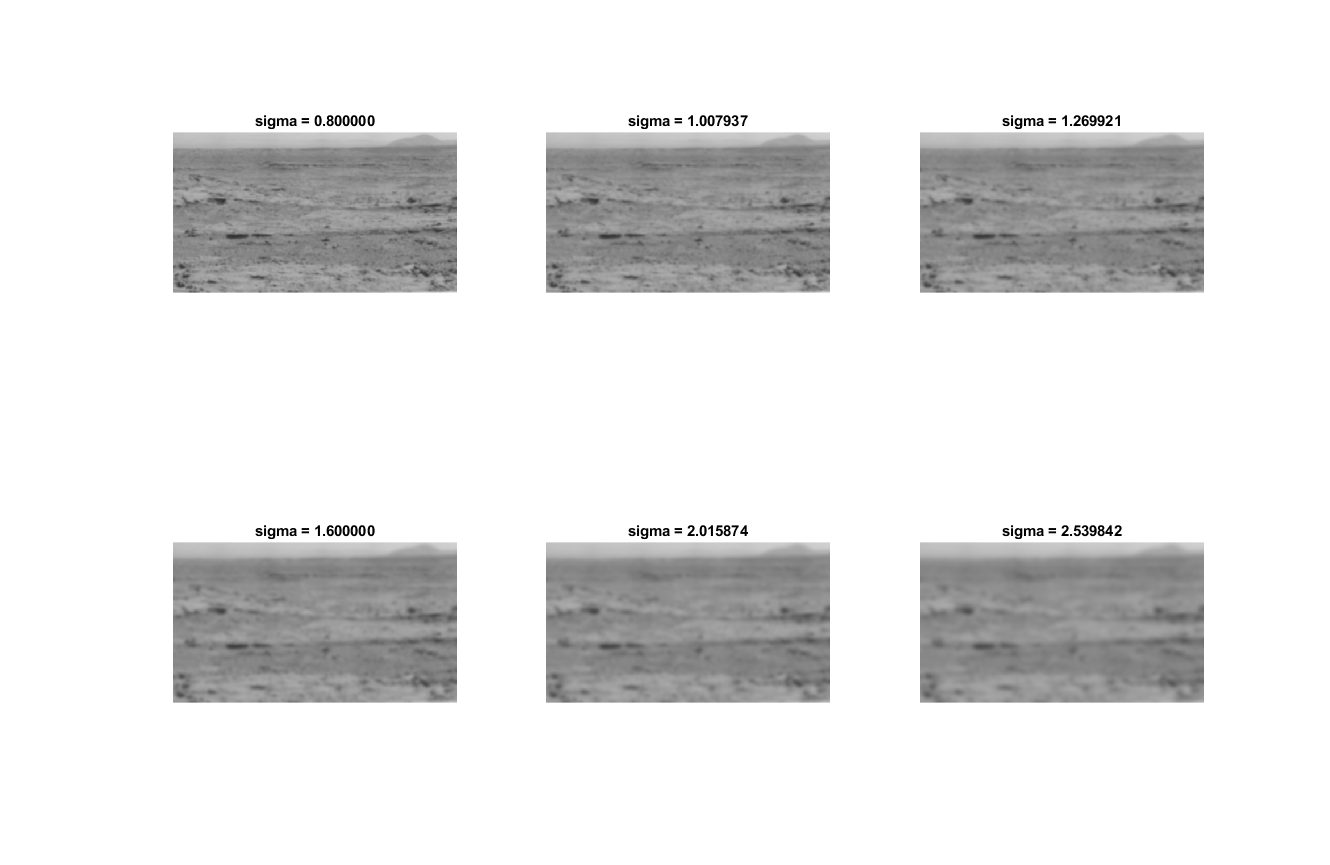 sigma = 0.800000
sigma = 1.007937
sigma = 1.269921
sigma = 1.600000
sigma = 2.015874
sigma = 2.539842